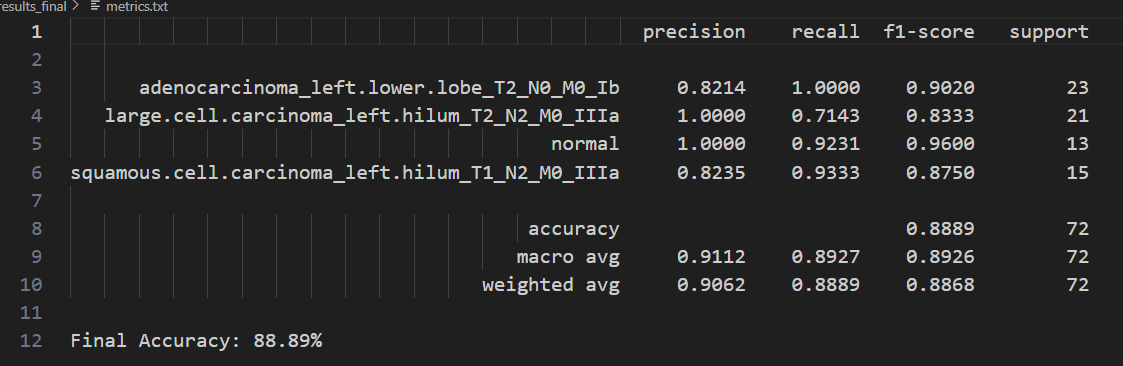 results_final > metrics.txt
1 precision recall f1-score support
2
3 adenocarcinoma_left.lower.lobe_T2_N0_M0_Ib 0.8214 1.0000 0.9020 23
4 large.cell.carcinoma_left.hilum_T2_N2_M0_IIIa 1.0000 0.7143 0.8333 21
5 normal 1.0000 0.9231 0.9600 13
6 squamous.cell.carcinoma_left.hilum_T1_N2_M0_IIIa 0.8235 0.9333 0.8750 15
7
8 accuracy 0.8889 72
9 macro avg 0.9112 0.8927 0.8926 72
10 weighted avg 0.9062 0.8889 0.8868 72
11
12 Final Accuracy: 88.89%